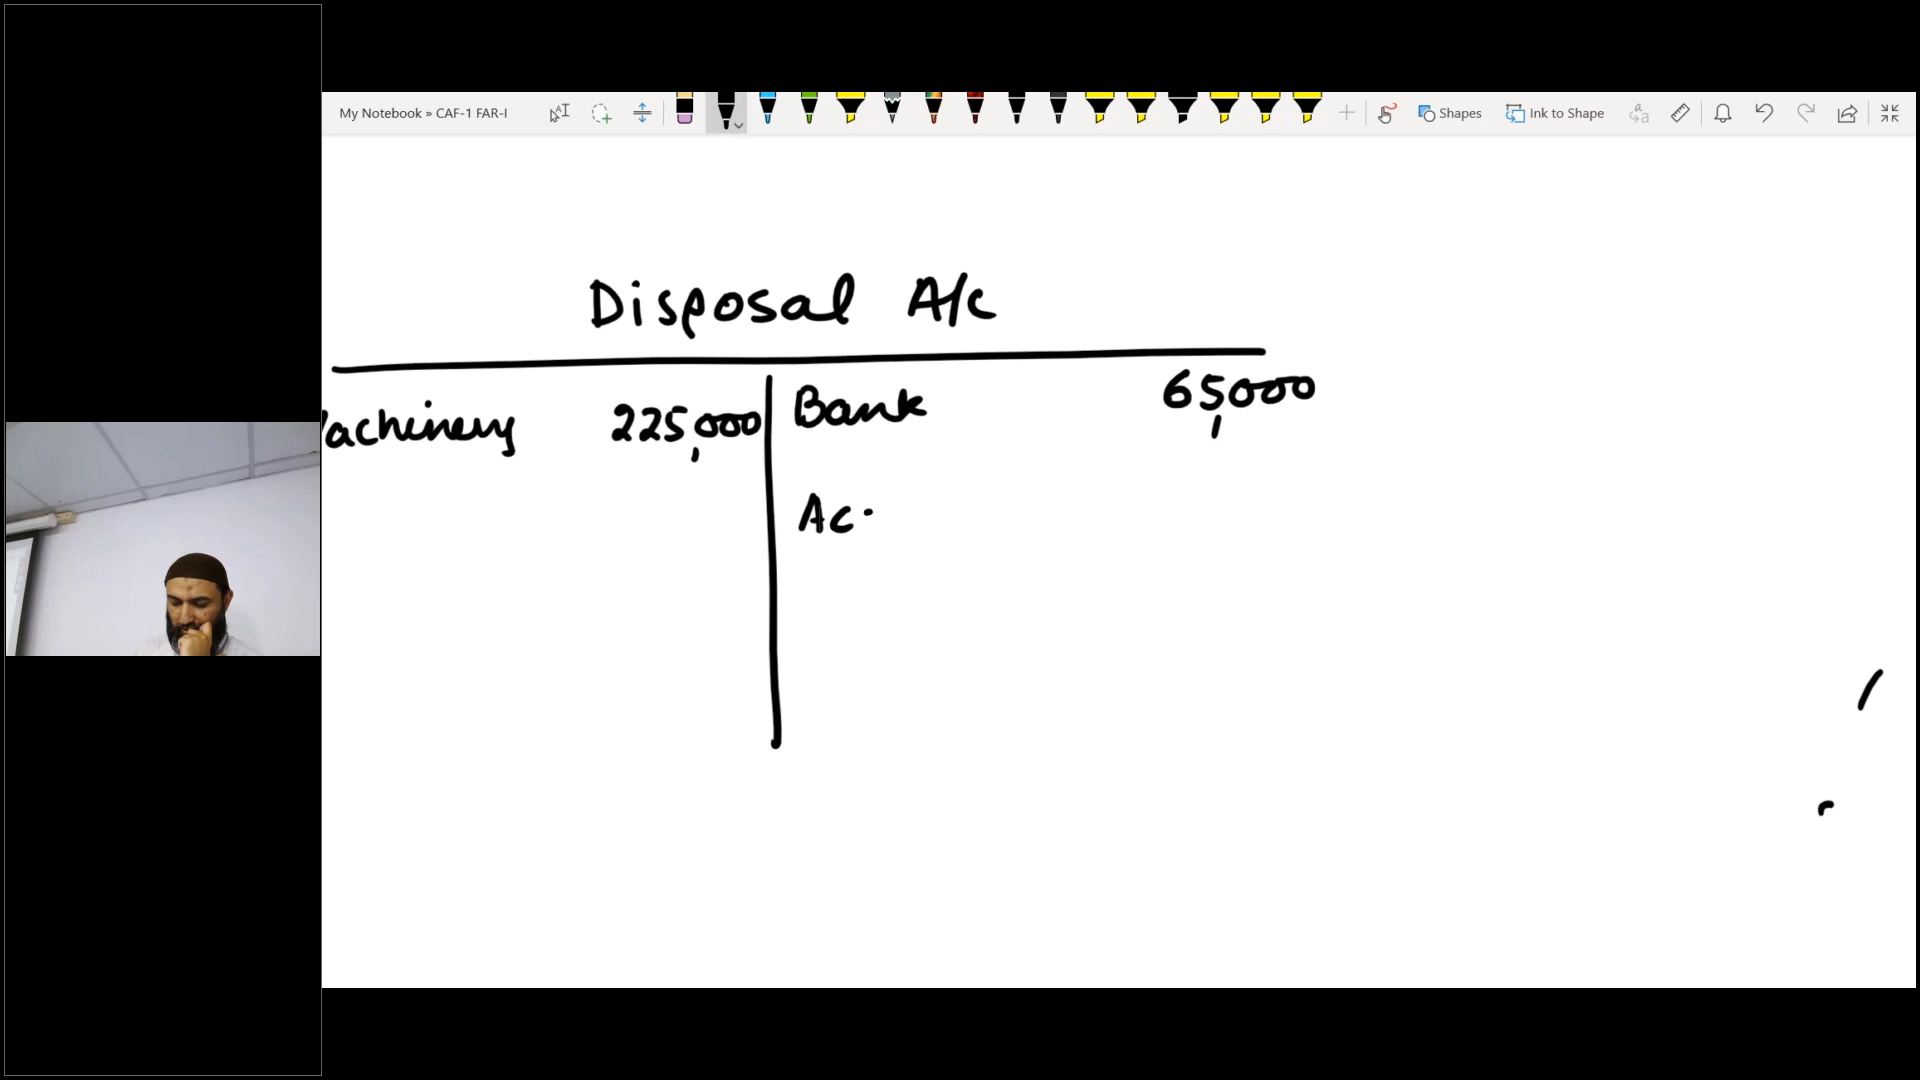 My Notebook » CAF-1 FAR-I
Shapes
Ink to Shape
Disposal A/c
achinery 225,000
Bank 65,000
Ac.